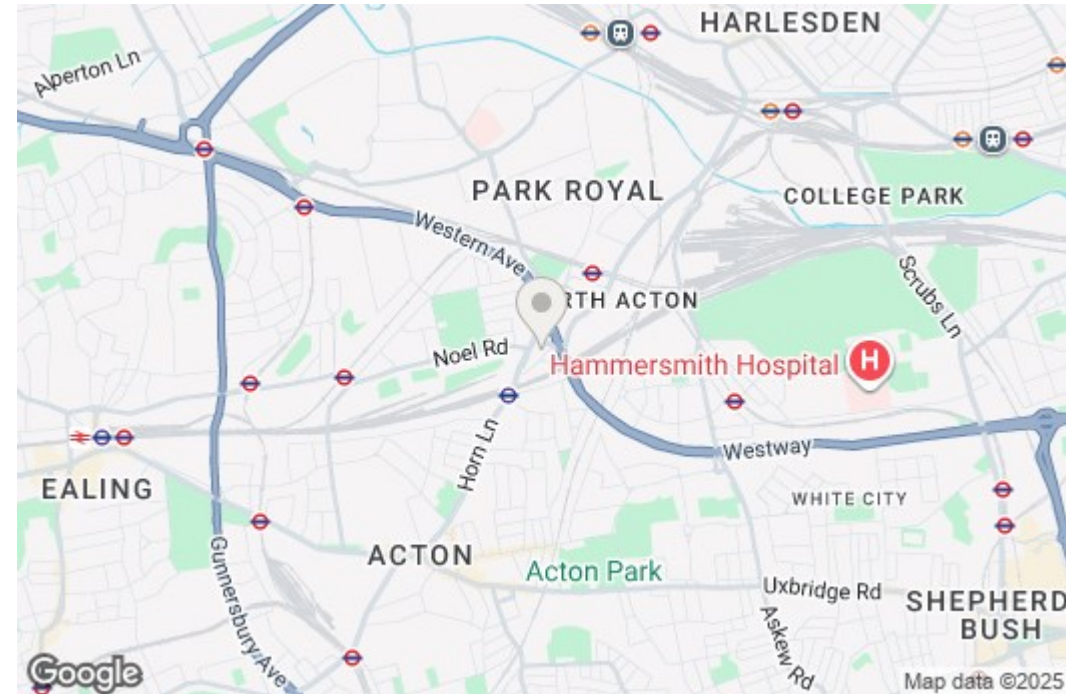 HARLESDEN
Alperton Ln
PARK ROYAL
COLLEGE PARK
Western Ave
Scrubs Ln
RTH ACTON
Noel Rd
Hammersmith Hospital
H
Horn Ln
Westway
EALING
WHITE CITY
ACTON
Acton Park
Gunnersbury Ave
Uxbridge Rd
Askew Rd
SHEPHERD
BUSH
Google
Map data ©2025